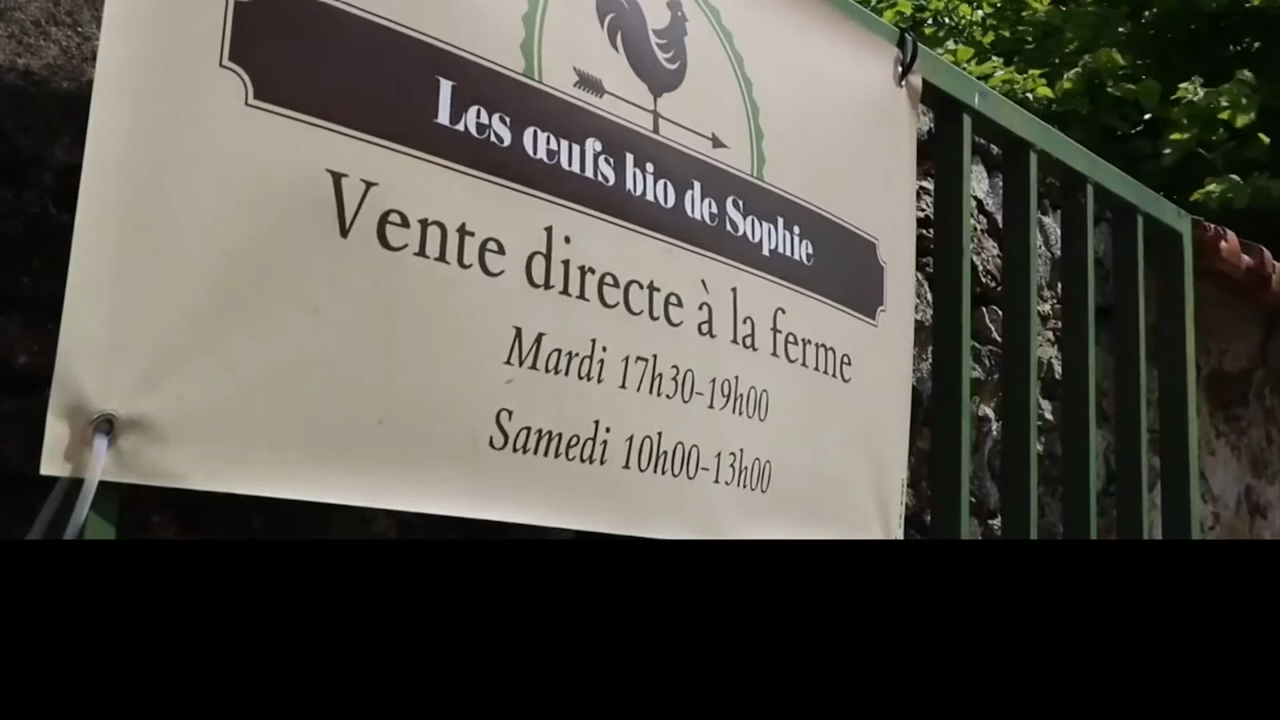 Les œufs bio de Sophie
Vente directe à la ferme
Mardi 17h30-19h00
Samedi 10h00-13h00